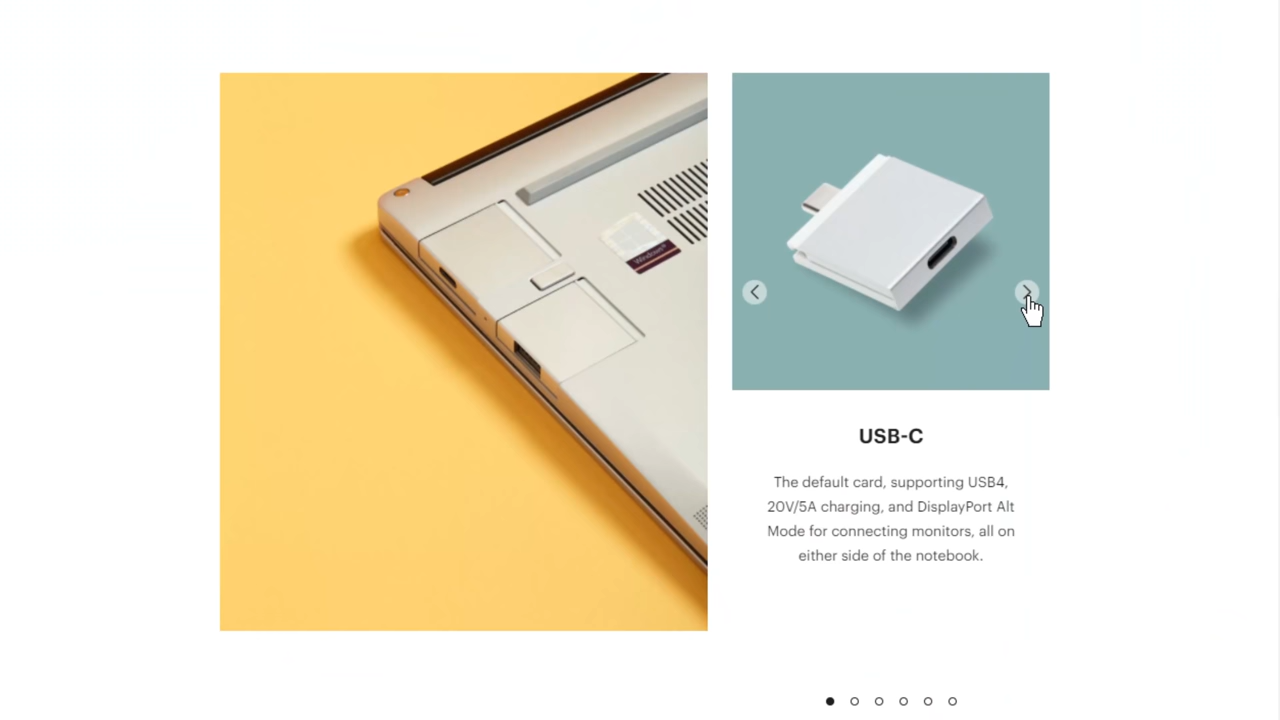 Windows
USB-C
The default card, supporting USB4,
20V/5A charging, and DisplayPort Alt
Mode for connecting monitors, all on
either side of the notebook.